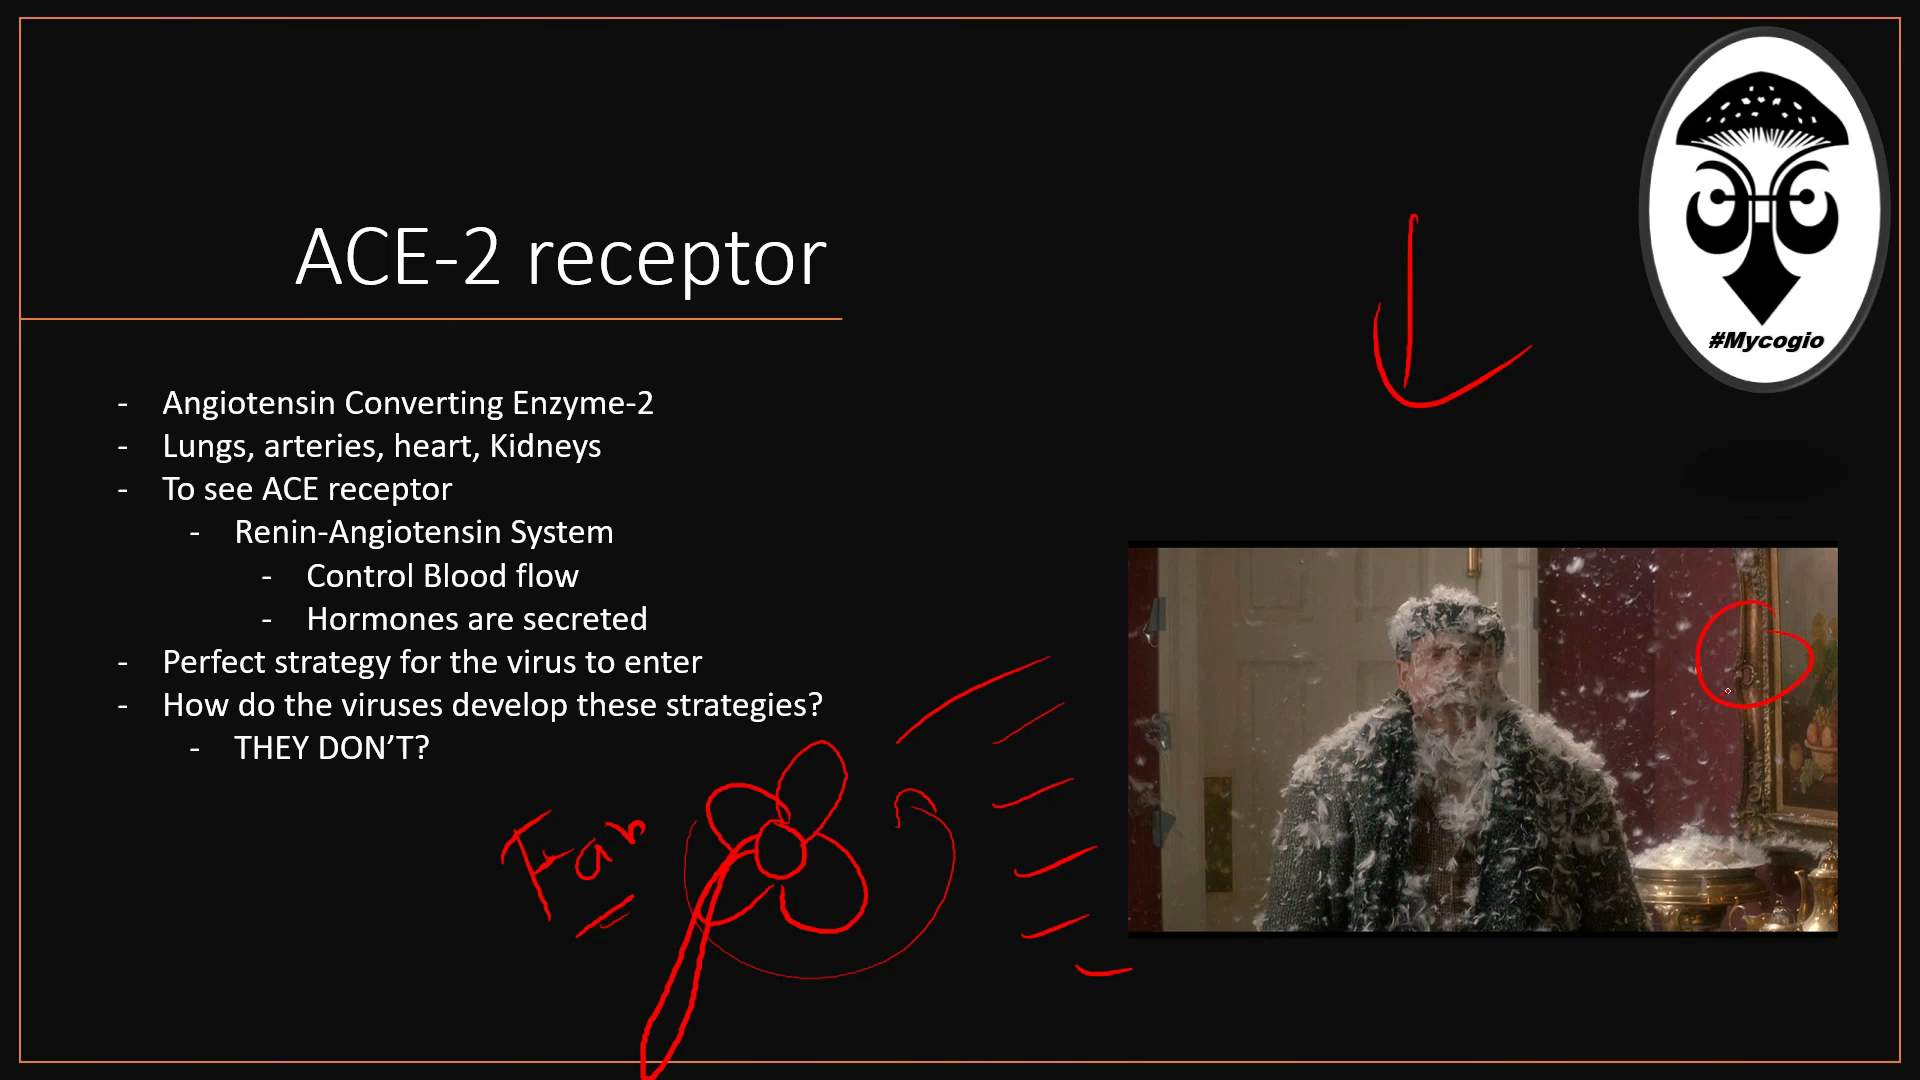 ACE-2 receptor
#Mycogio
- Angiotensin Converting Enzyme-2
- Lungs, arteries, heart, Kidneys
- To see ACE receptor
- Renin-Angiotensin System
- Control Blood flow
- Hormones are secreted
- Perfect strategy for the virus to enter
- How do the viruses develop these strategies?
- THEY DON’T?
Fan